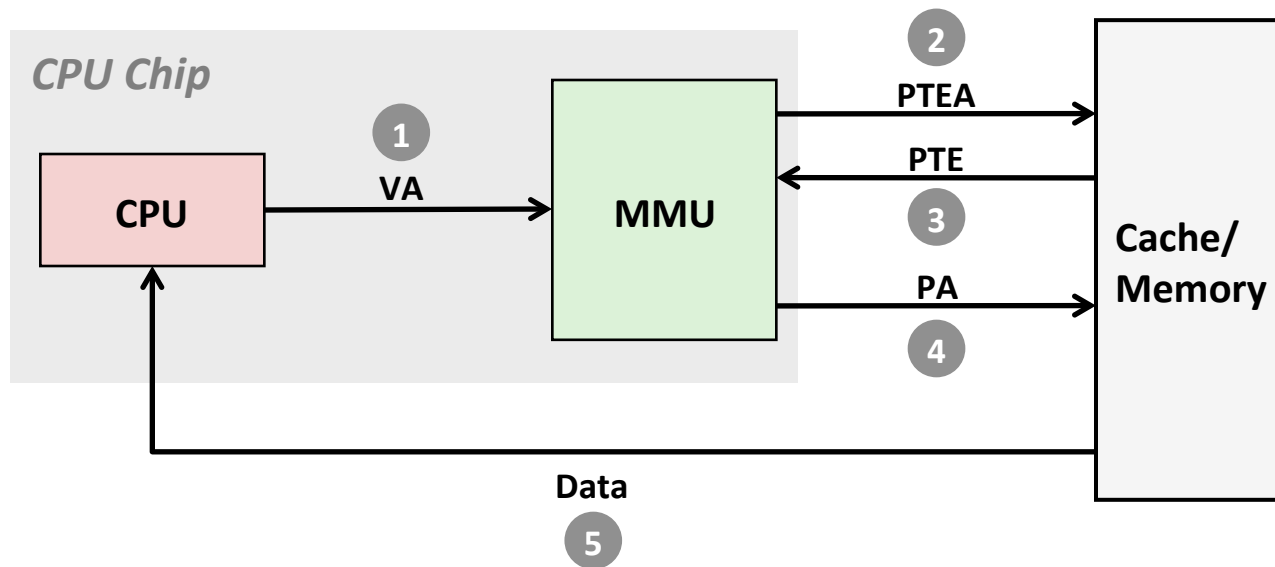 CPU Chip
2
PTEA
1
VA
CPU
MMU
PTE
3
Cache/
Memory
PA
4
Data
5